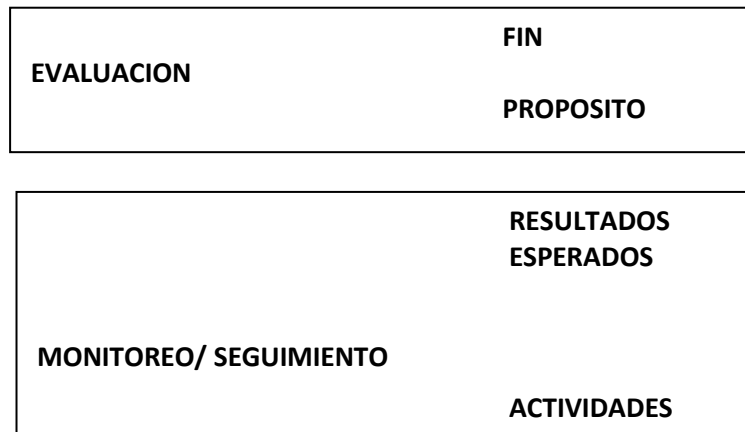 FIN
EVALUACION
PROPOSITO
RESULTADOS
ESPERADOS
MONITOREO/ SEGUIMIENTO
ACTIVIDADES